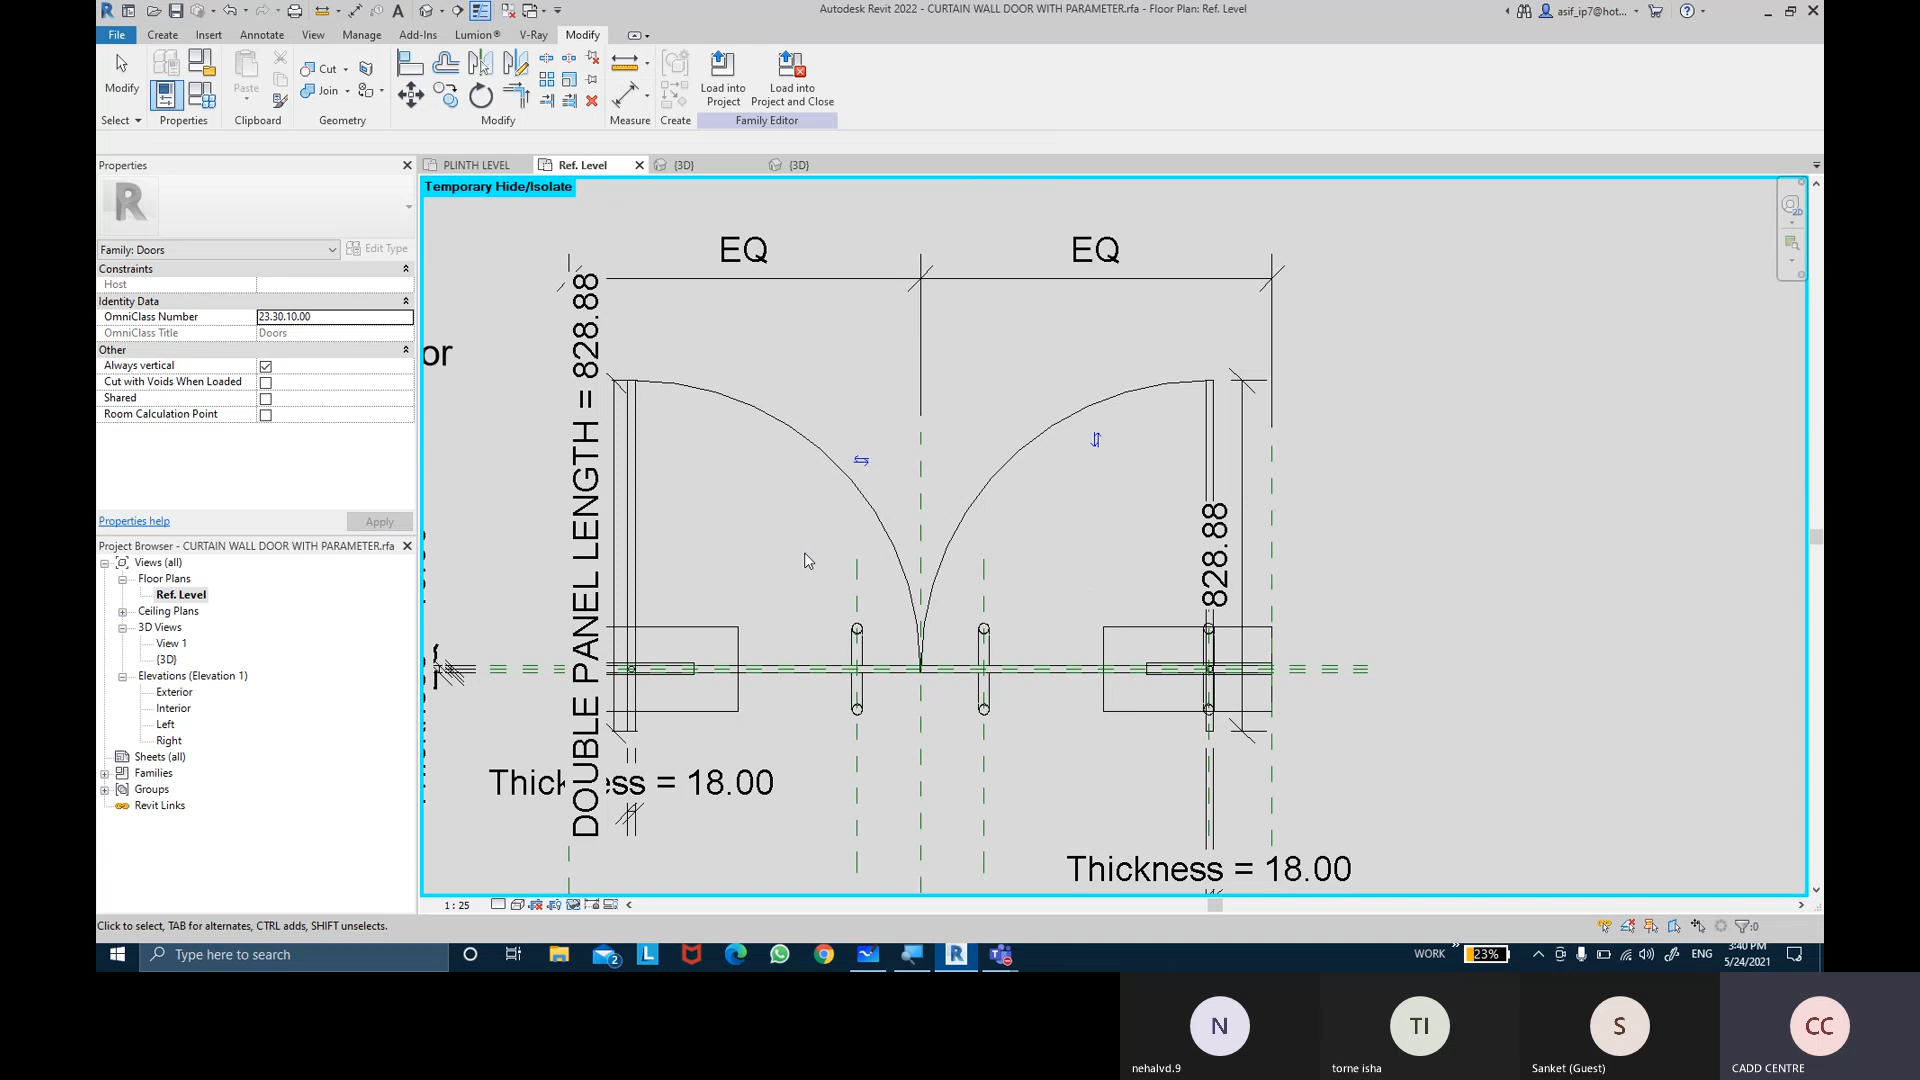 Autodesk Revit 2022 - CURTAIN WALL DOOR WITH PARAMETER.rfa - Floor Plan: Ref. Level
asif_ip7@hot...
File Create Insert Annotate View Manage Add-Ins Lumion® V-Ray Modify
Modify
Paste
Cut
Join
Load into
Project
Load into
Project and Close
Select Properties Clipboard Geometry Modify Measure Create Family Editor
Properties
PLINTH LEVEL
Ref. Level
{3D}
{3D}
Temporary Hide/Isolate
Family: Doors
Edit Type
Constraints
Host
Identity Data
OmniClass Number 23.30.10.00
OmniClass Title Doors
Other
Always vertical
Cut with Voids When Loaded
Shared
Room Calculation Point
Properties help
Apply
Project Browser - CURTAIN WALL DOOR WITH PARAMETER.rfa
Views (all)
Floor Plans
Ref. Level
Ceiling Plans
3D Views
View 1
{3D}
Elevations (Elevation 1)
Exterior
Interior
Left
Right
Sheets (all)
Families
Groups
Revit Links
EQ
EQ
or
DOUBLE PANEL LENGTH = 828.88
828.88
Thickness = 18.00
Thickness = 18.00
1 : 25
Click to select, TAB for alternates, CTRL adds, SHIFT unselects.
:0
Type here to search
2
WORK
23%
ENG
3:40 PM
5/24/2021
N
TI
S
CC
nehalvd.9
torne isha
Sanket (Guest)
CADD CENTRE